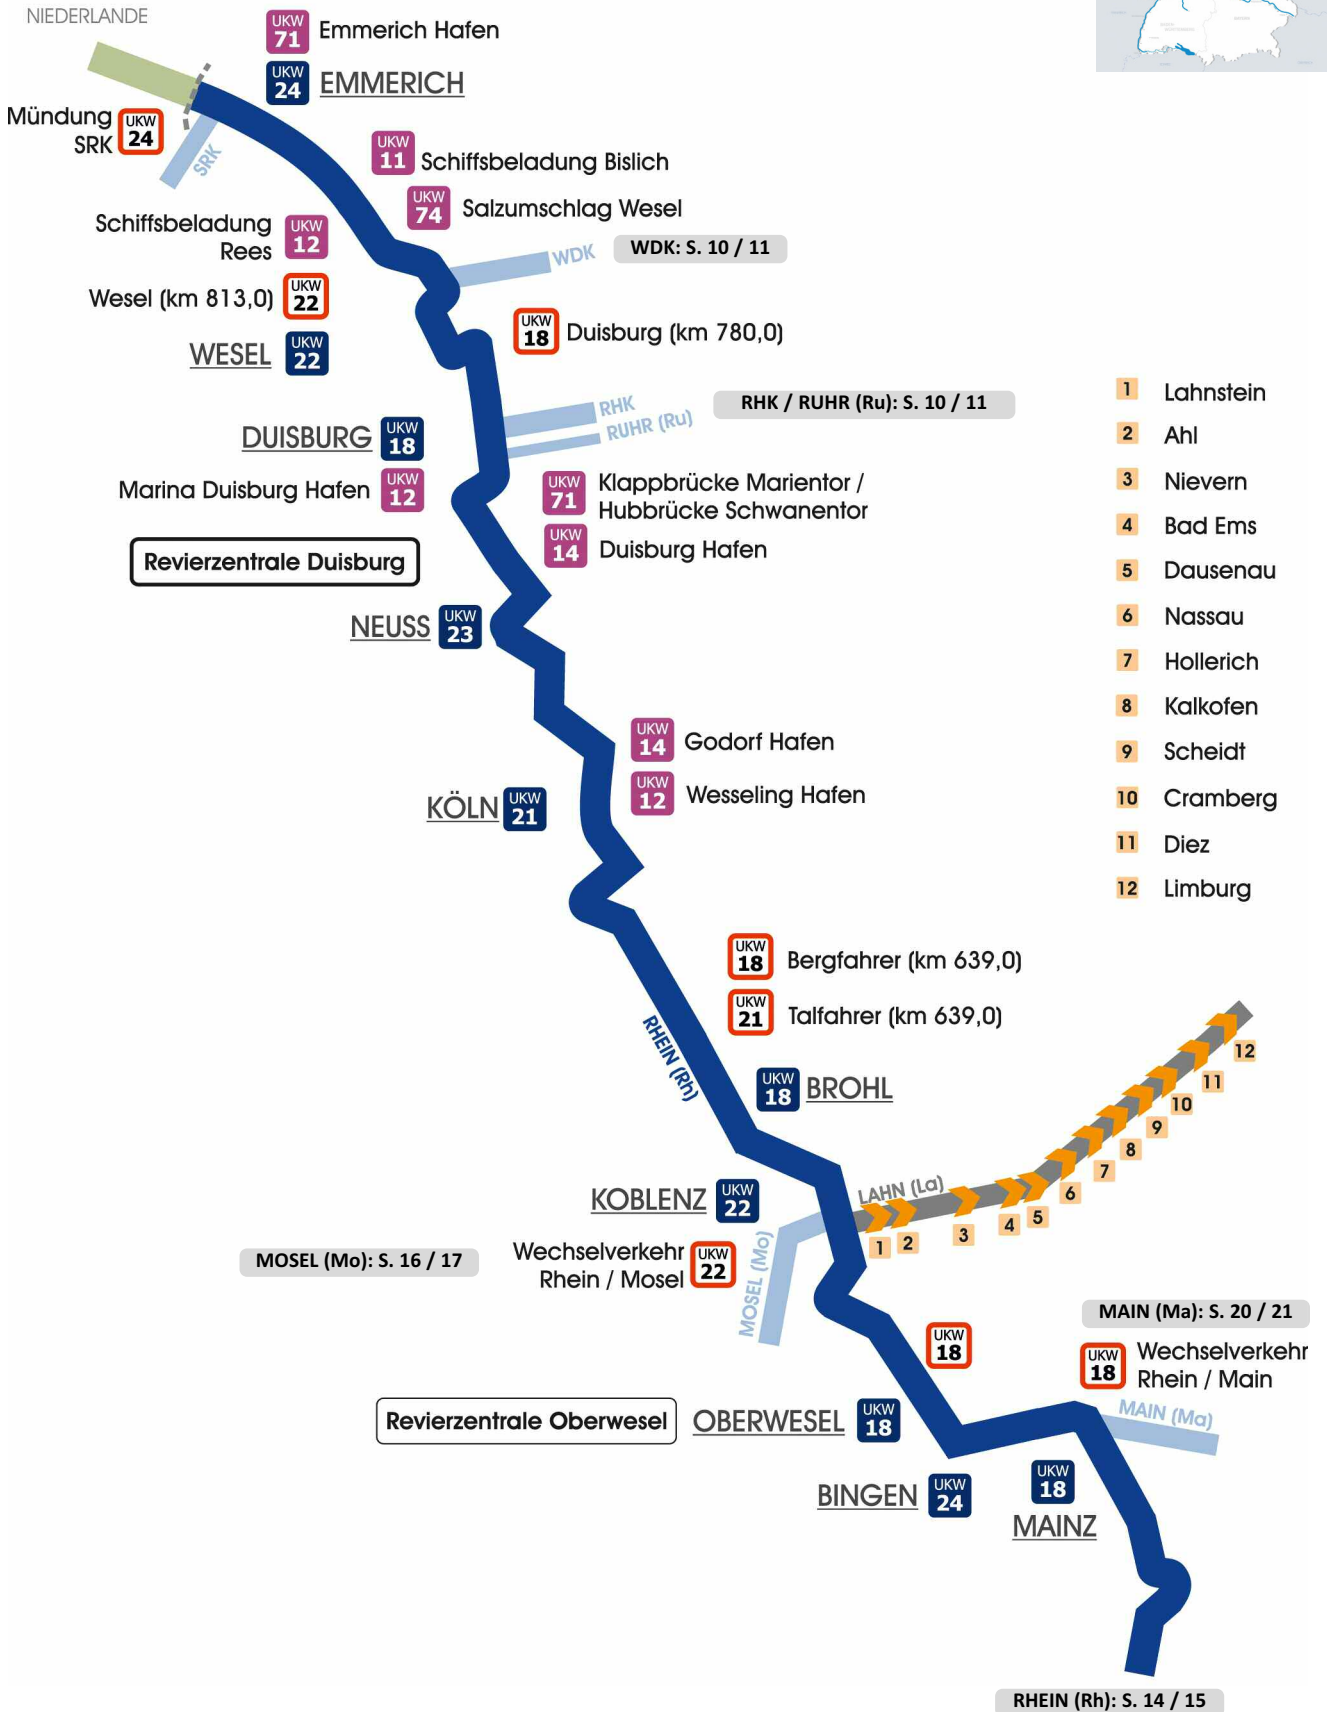 NIEDERLANDE
UKW
71
Emmerich Hafen
UKW
24
EMMERICH
Mündung
SRK
UKW
24
SRK
UKW
11
Schiffsbeladung Bislich
UKW
74
Salzumschlag Wesel
Schiffsbeladung
Rees
UKW
12
WDK
WDK: S. 10 / 11
Wesel (km 813,0)
UKW
22
UKW
18
Duisburg (km 780,0)
WESEL
UKW
22
RHK
RUHR (Ru)
RHK / RUHR (Ru): S. 10 / 11
DUISBURG
UKW
18
Marina Duisburg Hafen
UKW
12
UKW
71
Klappbrücke Marientor /
Hubbrücke Schwanentor
UKW
14
Duisburg Hafen
Revierzentrale Duisburg
NEUSS
UKW
23
UKW
14
Godorf Hafen
UKW
12
Wesseling Hafen
KÖLN
UKW
21
1 Lahnstein
2 Ahl
3 Nievern
4 Bad Ems
5 Dausenau
6 Nassau
7 Hollerich
8 Kalkofen
9 Scheidt
10 Cramberg
11 Diez
12 Limburg
UKW
18
Bergfahrer (km 639,0)
UKW
21
Talfahrer (km 639,0)
RHEIN (Rh)
UKW
18
BROHL
12
11
10
9
8
7
6
5
4
3
2
1
LAHN (La)
KOBLENZ
UKW
22
Wechselverkehr
Rhein / Mosel
UKW
22
MOSEL (Mo)
MOSEL (Mo): S. 16 / 17
UKW
18
MAIN (Ma): S. 20 / 21
UKW
18
Wechselverkehr
Rhein / Main
MAIN (Ma)
Revierzentrale Oberwesel
OBERWESEL
UKW
18
BINGEN
UKW
24
UKW
18
MAINZ
RHEIN (Rh): S. 14 / 15